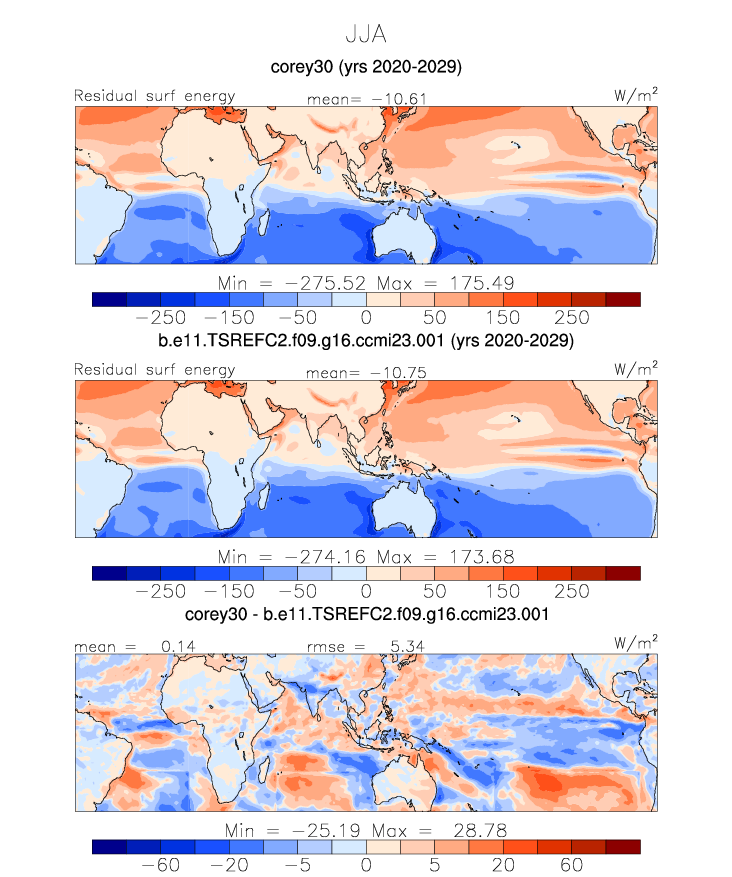 JJA
corey30 (yrs 2020-2029)
Residual surf energy mean= −10.61 W/m²
Min = −275.52 Max = 175.49
−250 −150 −50 0 50 150 250
b.e11.TSREFC2.f09.g16.ccmi23.001 (yrs 2020-2029)
Residual surf energy mean= −10.75 W/m²
Min = −274.16 Max = 173.68
−250 −150 −50 0 50 150 250
corey30 - b.e11.TSREFC2.f09.g16.ccmi23.001
mean = 0.14 rmse = 5.34 W/m²
Min = −25.19 Max = 28.78
−60 −20 −5 0 5 20 60